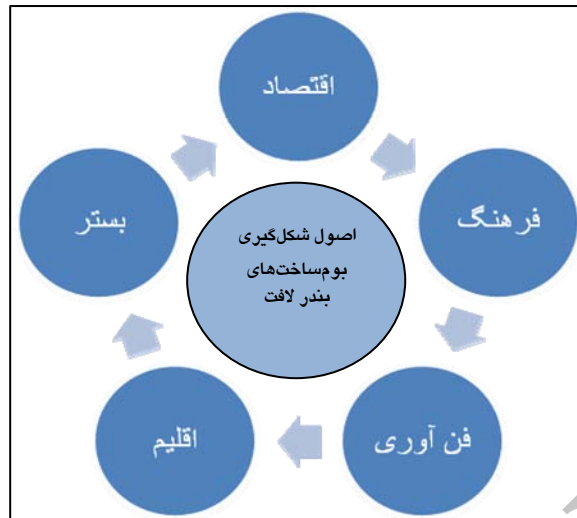 اقتصاد
فرهنگ
فن آوری
اقلیم
بستر
اصول شکل‌گیری
بوم‌ساخت‌های
بندر لافت